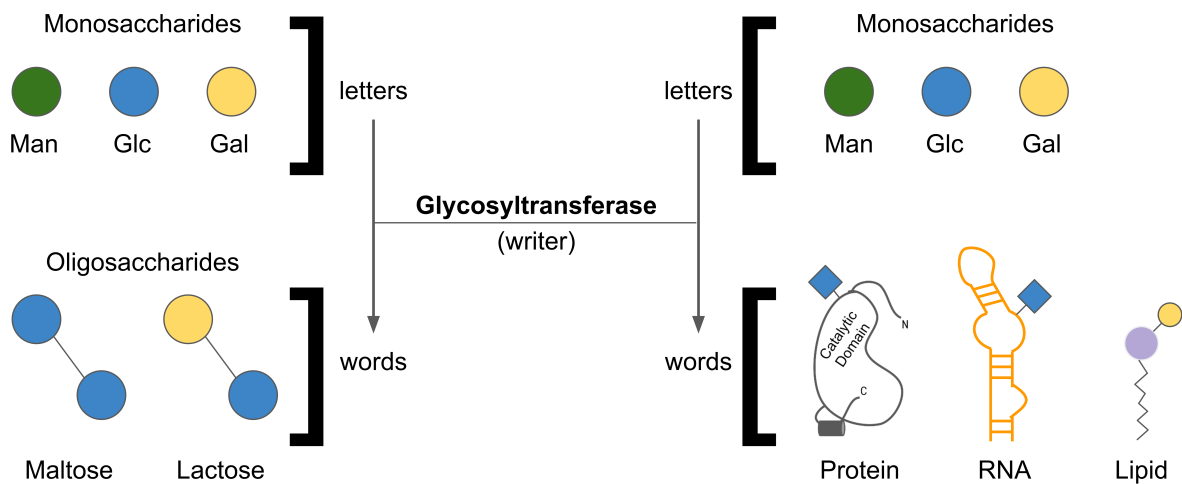 Monosaccharides
Man Glc Gal
letters
Glycosyltransferase
(writer)
Oligosaccharides
words
Maltose Lactose
Monosaccharides
letters
Man Glc Gal
words
Catalytic
Domain
N
C
Protein RNA Lipid